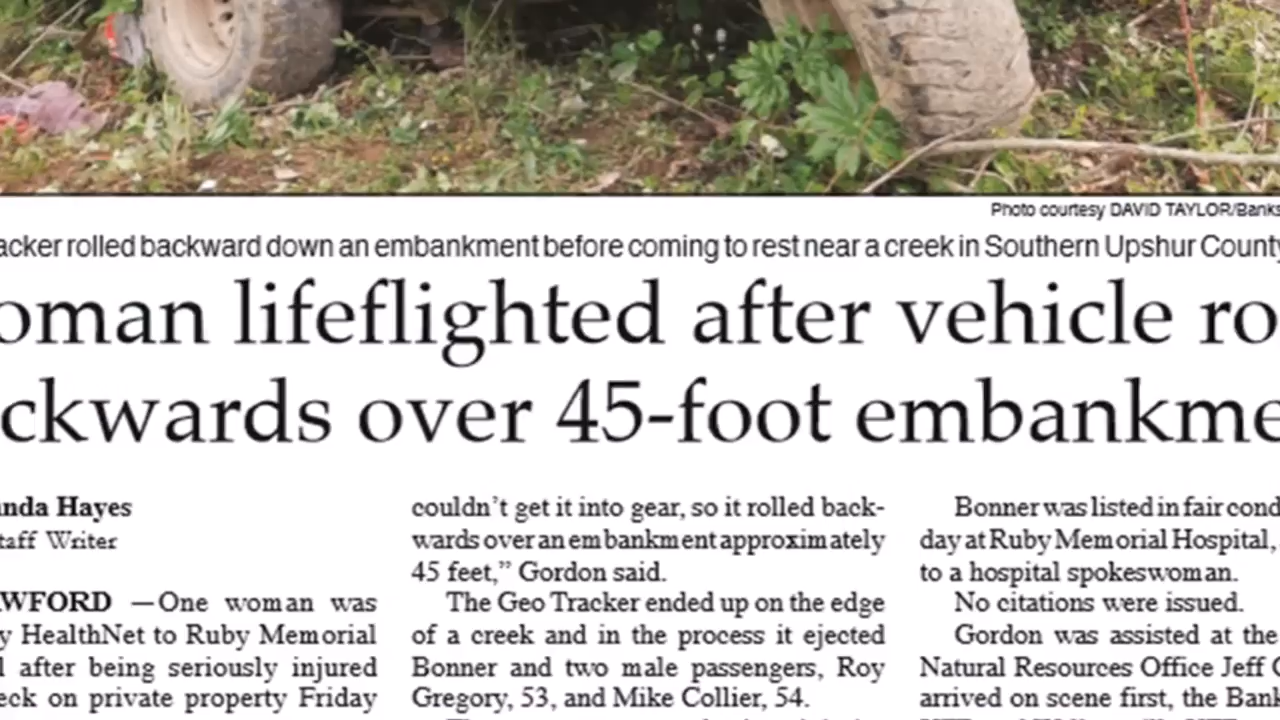 Photo courtesy DAVID TAYLOR/Banks
acker rolled backward down an embankment before coming to rest near a creek in Southern Upshur County
oman lifeflighted after vehicle ro
ckwards over 45-foot embankme
nda Hayes
taff Writer
WFORD — One woman was
y HealthNet to Ruby Memorial
l after being seriously injured
eck on private property Friday
couldn't get it into gear, so it rolled back-
wards over an embankment approximately
45 feet," Gordon said.
The Geo Tracker ended up on the edge
of a creek and in the process it ejected
Bonner and two male passengers, Roy
Gregory, 53, and Mike Collier, 54.
Bonner was listed in fair cond
day at Ruby Memorial Hospital,
to a hospital spokeswoman.
No citations were issued.
Gordon was assisted at the
Natural Resources Office Jeff
arrived on scene first, the Bank